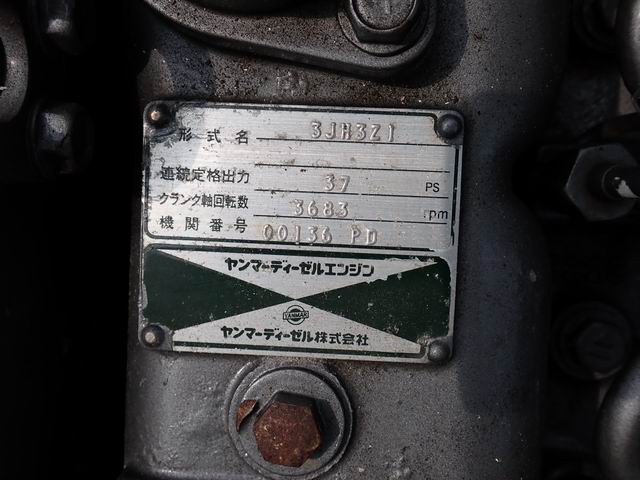 形式名 3JH3Z1
連続定格出力 37 PS
クランク軸回転数 3683 rpm
機関番号 00136 PD
ヤンマーディーゼルエンジン
YANMAR
ヤンマーディーゼル株式会社